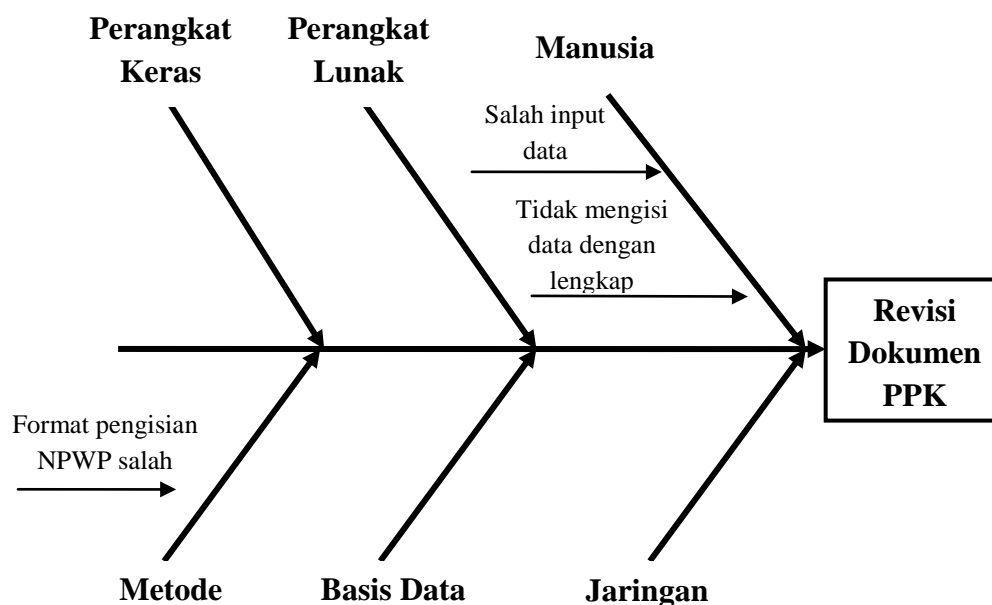 Perangkat
Keras
Perangkat
Lunak
Manusia
Salah input
data
Tidak mengisi
data dengan
lengkap
Revisi
Dokumen
PPK
Format pengisian
NPWP salah
Metode
Basis Data
Jaringan